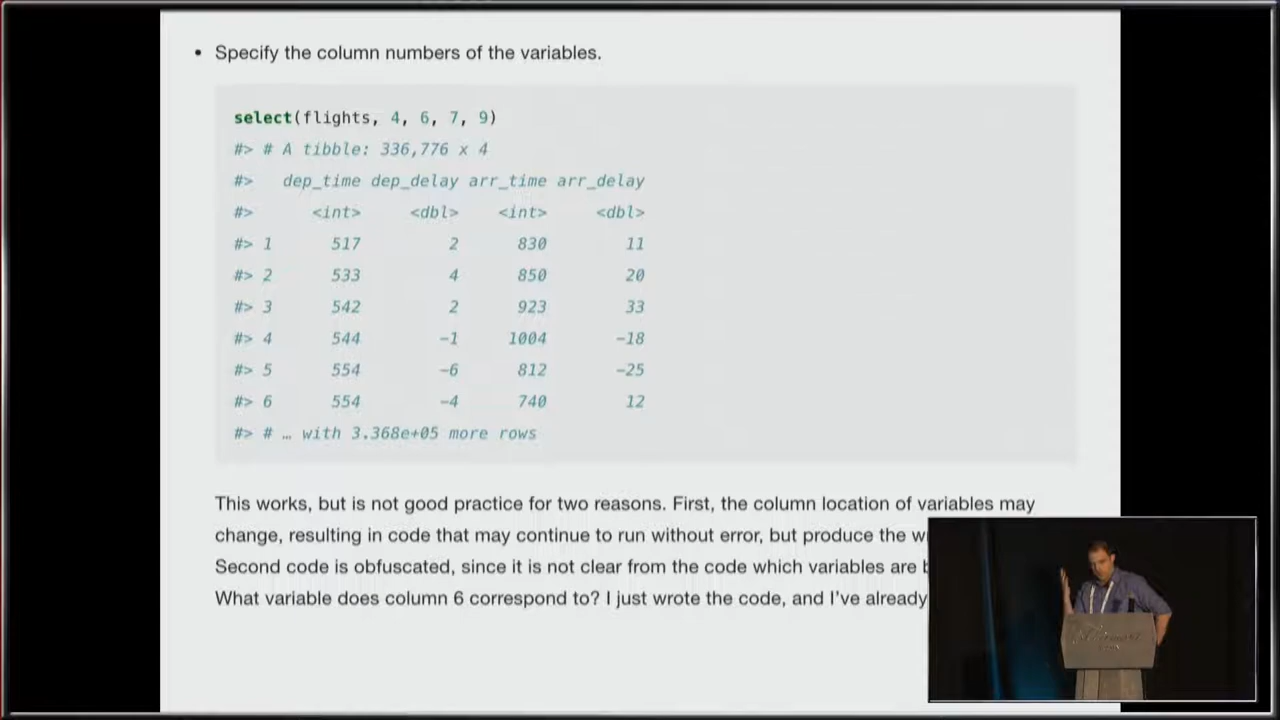 • Specify the column numbers of the variables.
select(flights, 4, 6, 7, 9)
#> # A tibble: 336,776 x 4
#> dep_time dep_delay arr_time arr_delay
#> <int> <dbl> <int> <dbl>
#> 1 517 2 830 11
#> 2 533 4 850 20
#> 3 542 2 923 33
#> 4 544 −1 1004 −18
#> 5 554 −6 812 −25
#> 6 554 −4 740 12
#> # … with 3.368e+05 more rows
This works, but is not good practice for two reasons. First, the column location of variables may
change, resulting in code that may continue to run without error, but produce the
Second code is obfuscated, since it is not clear from the code which variables are
What variable does column 6 correspond to? I just wrote the code, and I've already